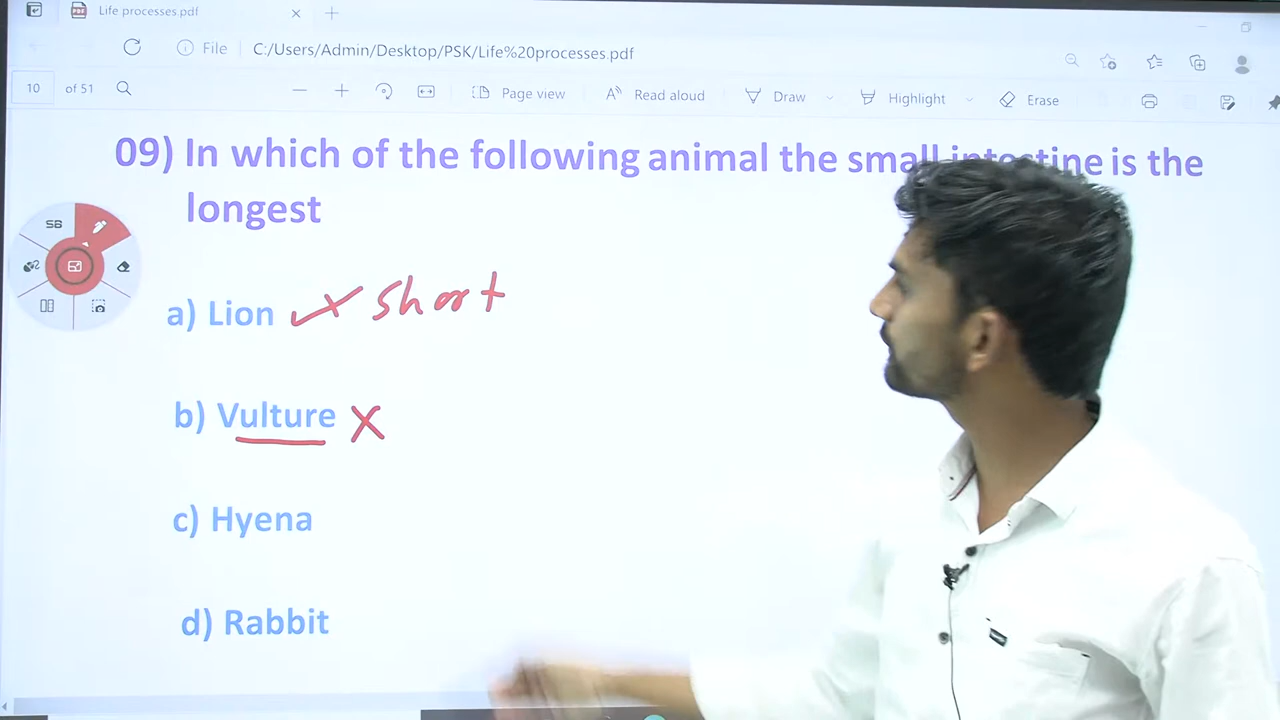 Life processes.pdf
File C:/Users/Admin/Desktop/PSK/Life%20processes.pdf
10 of 51 Page view Read aloud Draw Highlight Erase
09) In which of the following animal the small intestine is the
longest
SB
a) Lion short
b) Vulture
c) Hyena
d) Rabbit